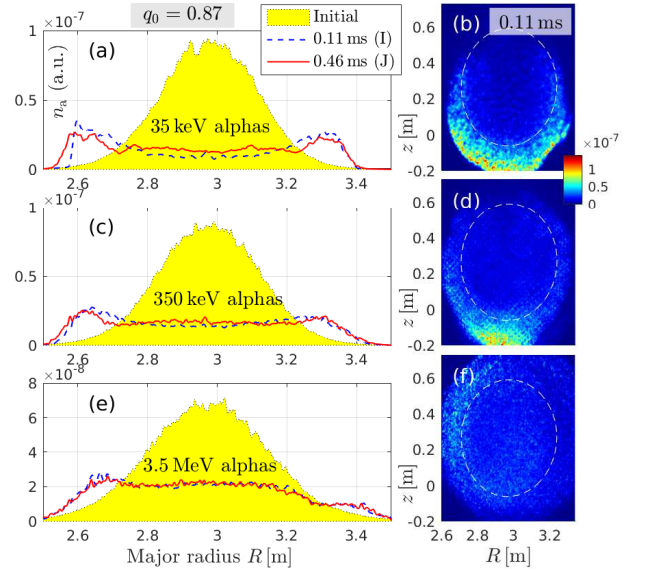 q₀ = 0.87
Initial
0.11 ms (I)
0.46 ms (J)
1 ×10⁻⁷
(a)
nₐ (a.u.)
0.5
0
35 keV alphas
2.6 2.8 3 3.2 3.4
(b)
0.11 ms
0.6
0.4
0.2
0
-0.2
z [m]
×10⁻⁷
1
0.5
0
1 ×10⁻⁷
(c)
0.5
0
350 keV alphas
2.6 2.8 3 3.2 3.4
(d)
0.6
0.4
0.2
0
-0.2
z [m]
8 ×10⁻⁸
(e)
6
4
2
0
3.5 MeV alphas
2.6 2.8 3 3.2 3.4
Major radius R [m]
(f)
0.6
0.4
0.2
0
-0.2
z [m]
2.6 2.8 3 3.2
R [m]